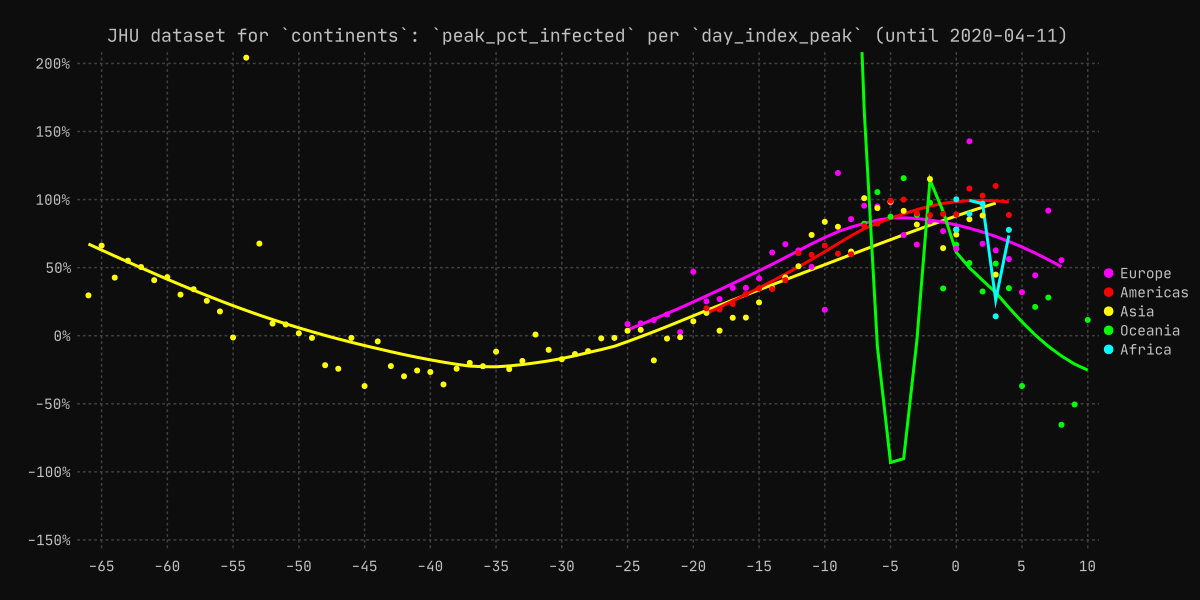 JHU dataset for `continents`: `peak_pct_infected` per `day_index_peak` (until 2020-04-11)
200%
150%
100%
50%
0%
-50%
-100%
-150%
-65 -60 -55 -50 -45 -40 -35 -30 -25 -20 -15 -10 -5 0 5 10
Europe
Americas
Asia
Oceania
Africa